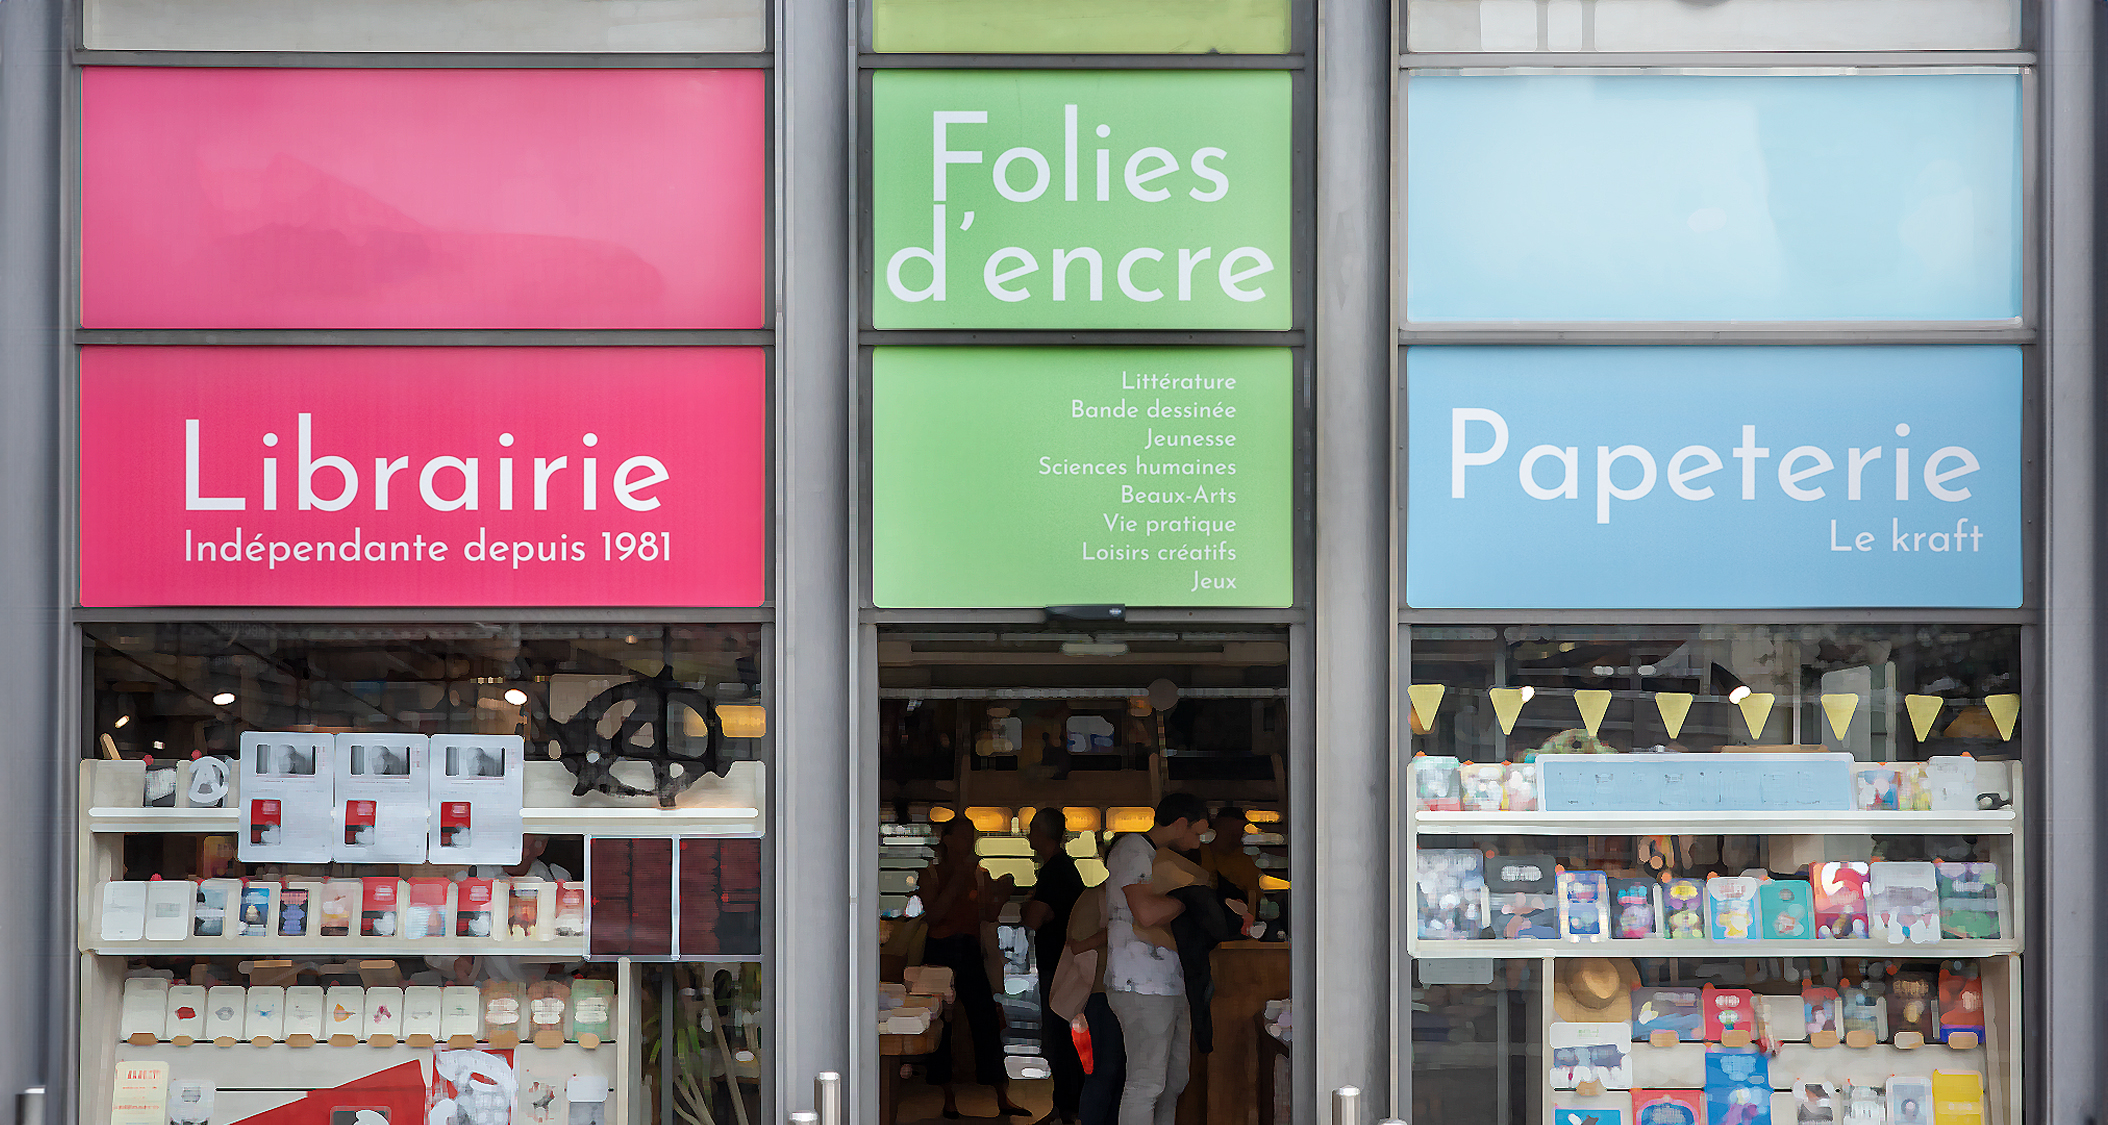 Folies
d'encre
Librairie
Indépendante depuis 1981
Littérature
Bande dessinée
Jeunesse
Sciences humaines
Beaux-Arts
Vie pratique
Loisirs créatifs
Jeux
Papeterie
Le kraft